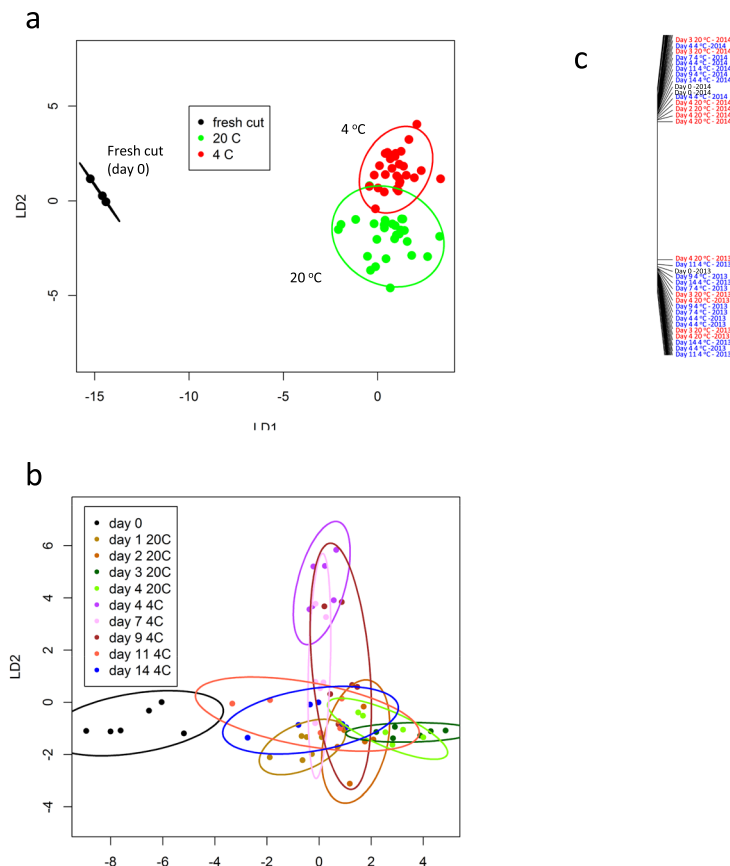 a
5
0
-5
LD2
Fresh cut
(day 0)
fresh cut
20 C
4 C
4 °C
20 °C
-15
-10
-5
0
c
Day 3 20 °C - 2014
Day 4 4 °C -2014
Day 3 20 °C - 2014
Day 7 4 °C - 2014
Day 4 4 °C - 2014
Day 11 4 °C - 2014
Day 9 4 °C - 2014
Day 14 4 °C - 2014
Day 0 -2014
Day 0 -2014
Day 4 4 °C - 2014
Day 4 20 °C - 2014
Day 2 20 °C - 2014
Day 4 20 °C - 2014
Day 4 20 °C - 2014
Day 4 20 °C - 2013
Day 11 4 °C - 2013
Day 0 -2013
Day 9 4 °C - 2013
Day 14 4 °C - 2013
Day 7 4 °C - 2013
Day 3 20 °C - 2013
Day 4 20 °C -2013
Day 9 4 °C - 2013
Day 7 4 °C - 2013
Day 4 4 °C - 2013
Day 4 4 °C -2013
Day 3 20 °C - 2013
Day 4 20 °C -2013
Day 14 4 °C - 2013
Day 4 4 °C - 2013
Day 11 4 °C - 2013
b
6
4
2
0
-2
-4
LD2
day 0
day 1 20C
day 2 20C
day 3 20C
day 4 20C
day 4 4C
day 7 4C
day 9 4C
day 11 4C
day 14 4C
-8
-6
-4
-2
0
2
4